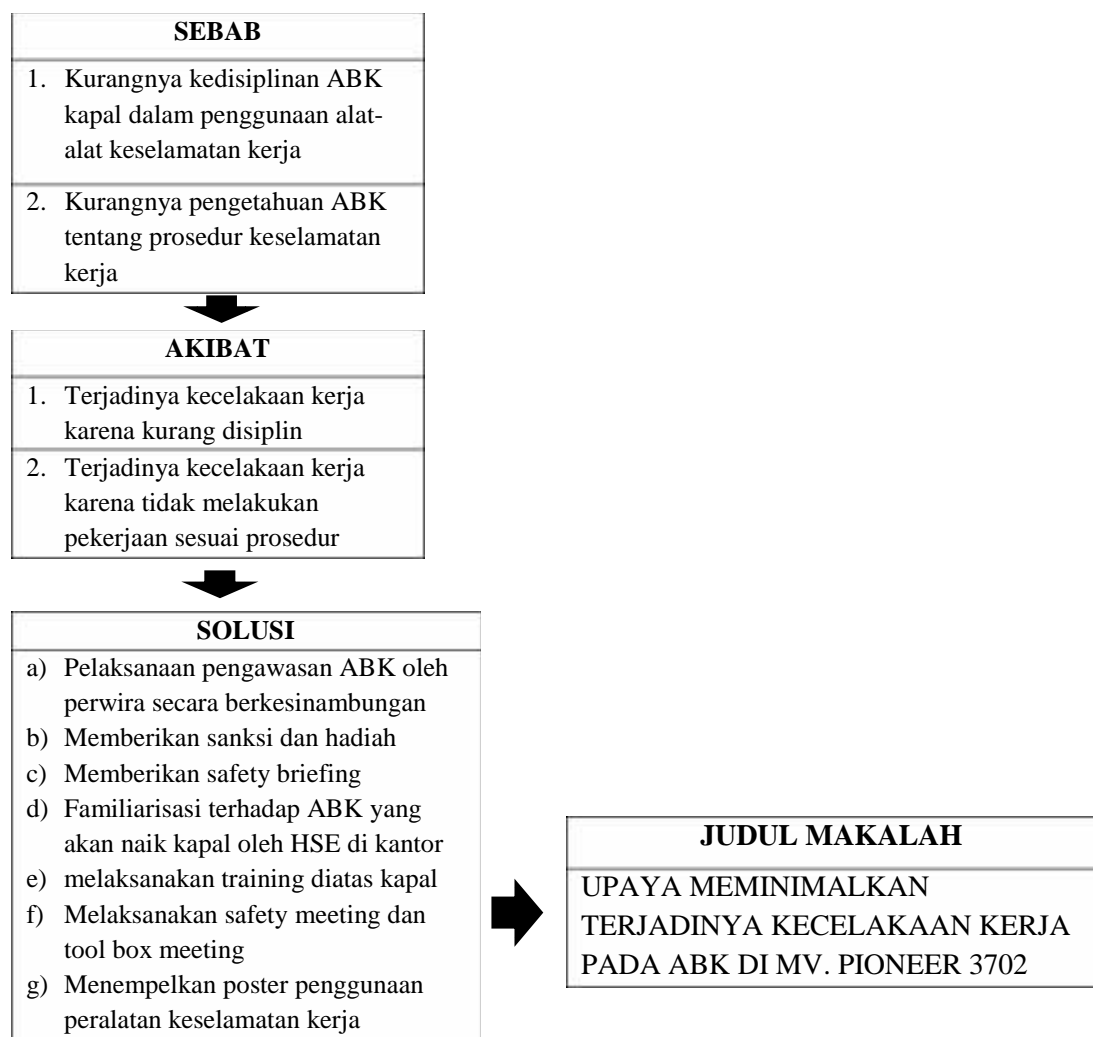 SEBAB
1. Kurangnya kedisiplinan ABK
kapal dalam penggunaan alat-
alat keselamatan kerja
2. Kurangnya pengetahuan ABK
tentang prosedur keselamatan
kerja
AKIBAT
1. Terjadinya kecelakaan kerja
karena kurang disiplin
2. Terjadinya kecelakaan kerja
karena tidak melakukan
pekerjaan sesuai prosedur
SOLUSI
a) Pelaksanaan pengawasan ABK oleh
perwira secara berkesinambungan
b) Memberikan sanksi dan hadiah
c) Memberikan safety briefing
d) Familiarisasi terhadap ABK yang
akan naik kapal oleh HSE di kantor
e) melaksanakan training diatas kapal
f) Melaksanakan safety meeting dan
tool box meeting
g) Menempelkan poster penggunaan
peralatan keselamatan kerja
JUDUL MAKALAH
UPAYA MEMINIMALKAN
TERJADINYA KECELAKAAN KERJA
PADA ABK DI MV. PIONEER 3702